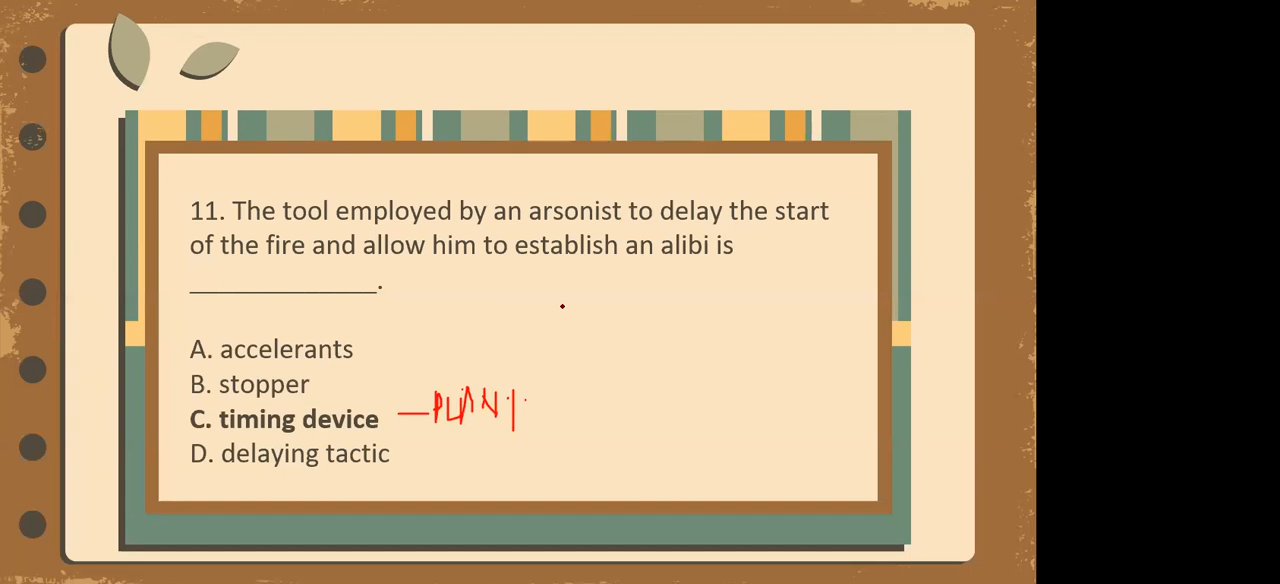 11. The tool employed by an arsonist to delay the start
of the fire and allow him to establish an alibi is
______________.
A. accelerants
B. stopper
C. timing device — PLANT
D. delaying tactic